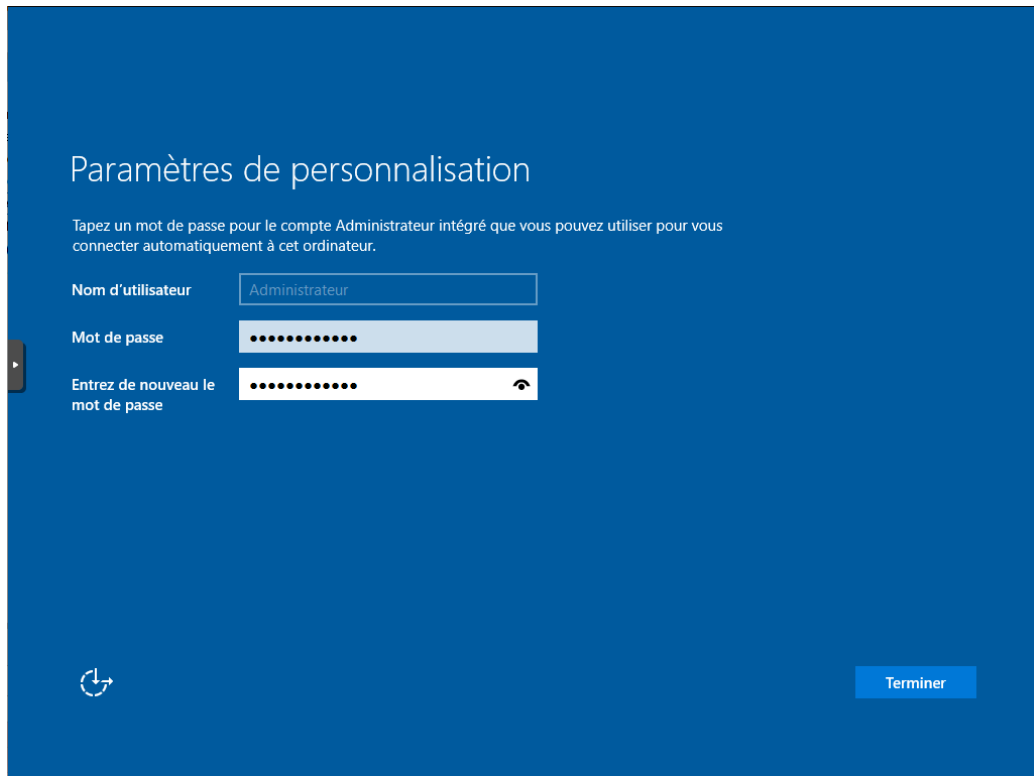 Paramètres de personnalisation
Tapez un mot de passe pour le compte Administrateur intégré que vous pouvez utiliser pour vous
connecter automatiquement à cet ordinateur.
Nom d'utilisateur
Administrateur
Mot de passe
••••••••••••
Entrez de nouveau le
mot de passe
••••••••••••
Terminer